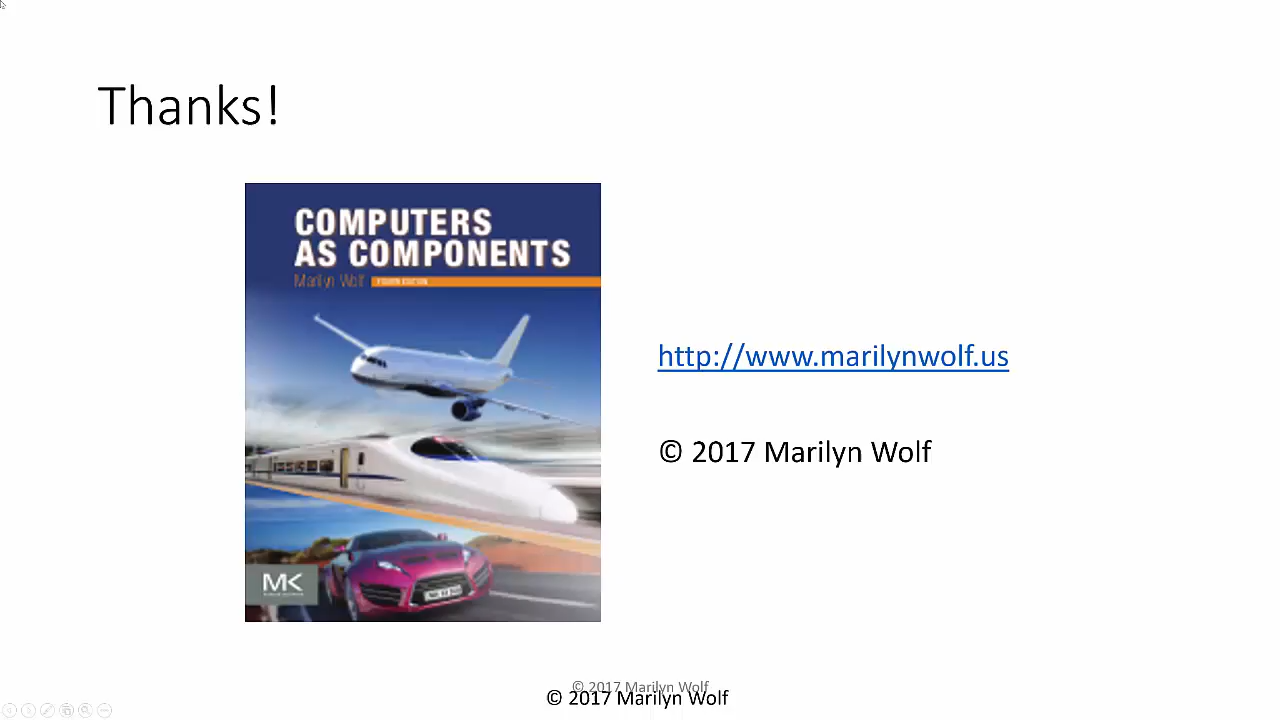 Thanks!
COMPUTERS
AS COMPONENTS
Marilyn Wolf FOURTH EDITION
MK
http://www.marilynwolf.us
© 2017 Marilyn Wolf
© 2017 Marilyn Wolf
© 2017 Marilyn Wolf